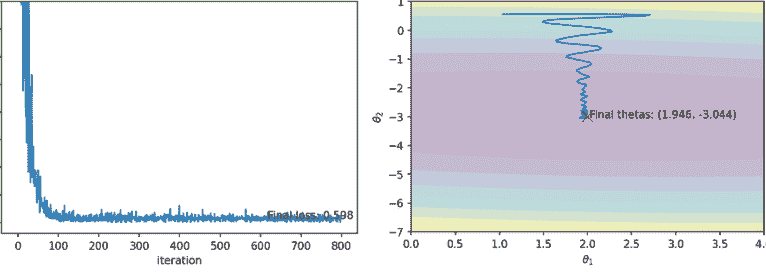 Final loss: 0.598
0 100 200 300 400 500 600 700 800
iteration
1
0
−1
−2
−3
−4
−5
−6
−7
θ2
Final thetas: (1.946, -3.044)
0.0 0.5 1.0 1.5 2.0 2.5 3.0 3.5 4.
θ1